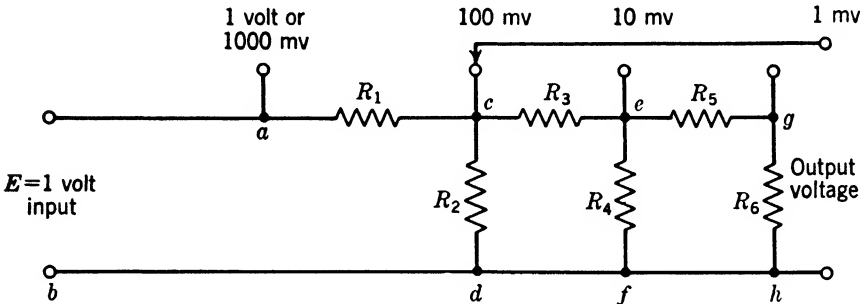 1 volt or
1000 mv
100 mv
10 mv
1 mv
R1
c
R3
e
R5
g
a
E=1 volt
input
R2
R4
R6
Output
voltage
b
d
f
h